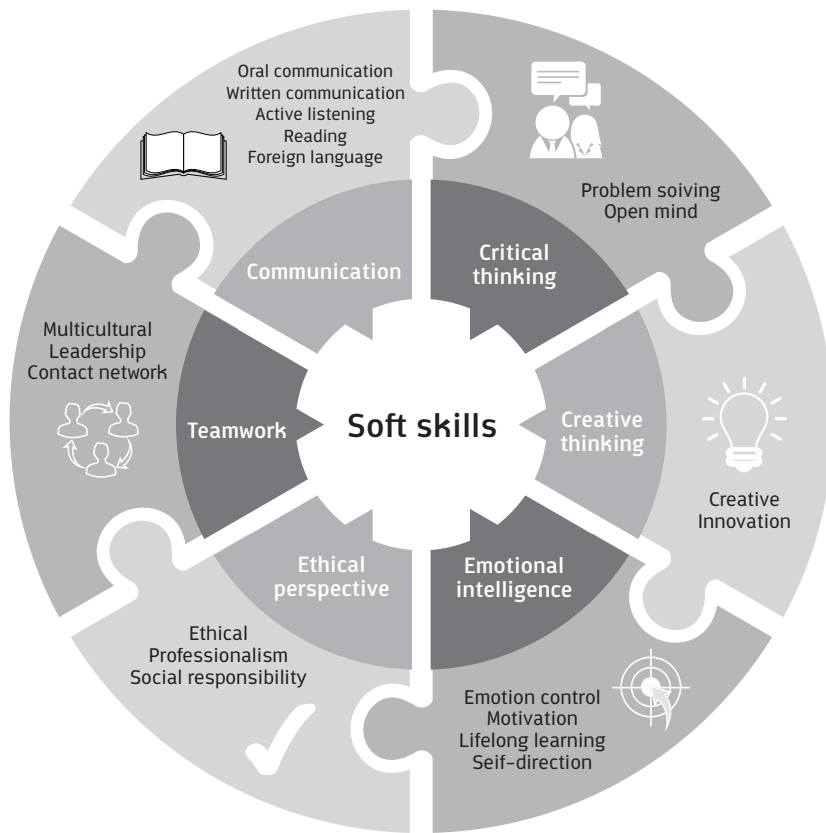 Oral communication
Written communication
Active listening
Reading
Foreign language
Communication
Problem soiving
Open mind
Critical
thinking
Multicultural
Leadership
Contact network
Teamwork
Soft skills
Creative
thinking
Creative
Innovation
Ethical
perspective
Ethical
Professionalism
Social responsibility
Emotional
intelligence
Emotion control
Motivation
Lifelong learning
Seif-direction